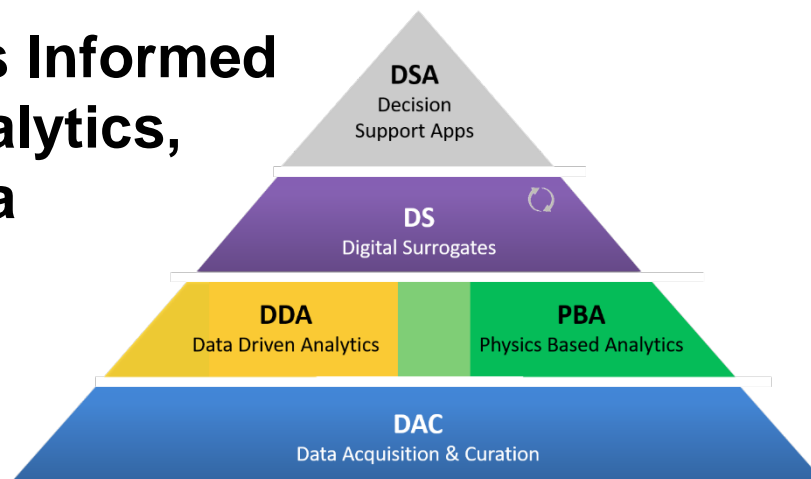 s Informed
alytics,
a
DSA
Decision
Support Apps
DS
Digital Surrogates
DDA
Data Driven Analytics
PBA
Physics Based Analytics
DAC
Data Acquisition & Curation